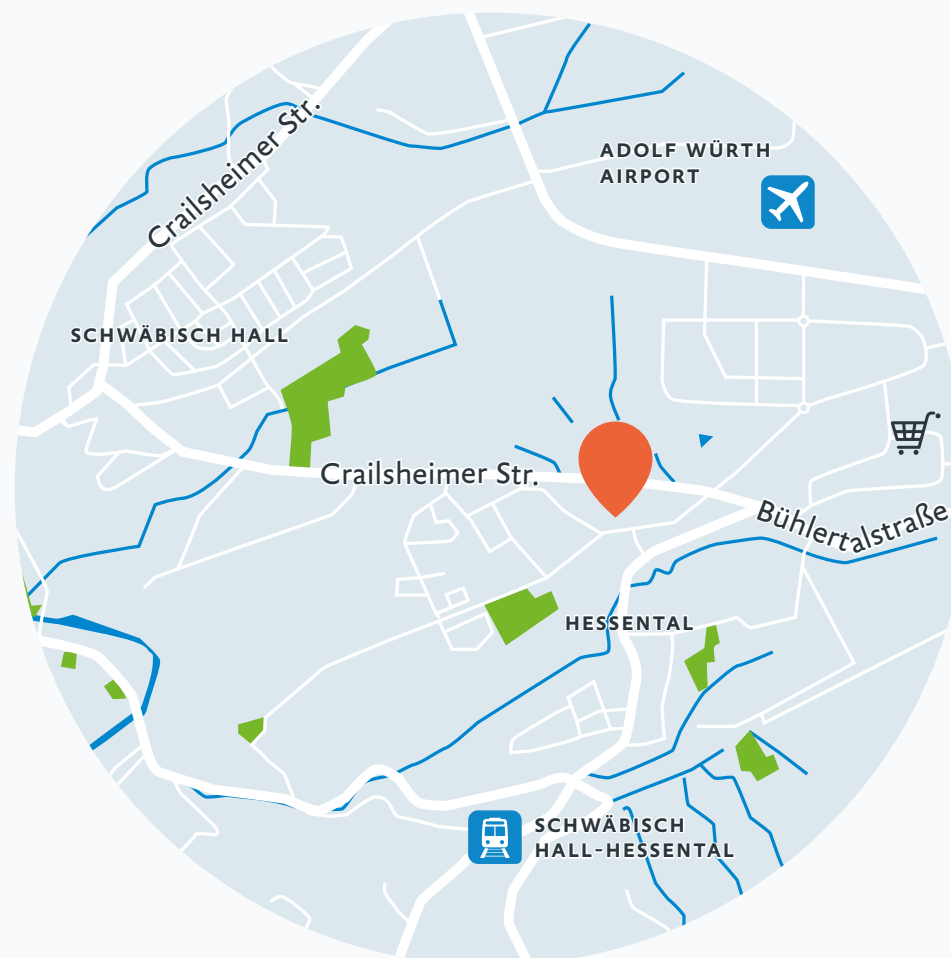 Crailsheimer Str.
ADOLF WÜRTH
AIRPORT
SCHWÄBISCH HALL
Crailsheimer Str.
Bühlertalstraße
HESSENTAL
SCHWÄBISCH
HALL-HESSENTAL